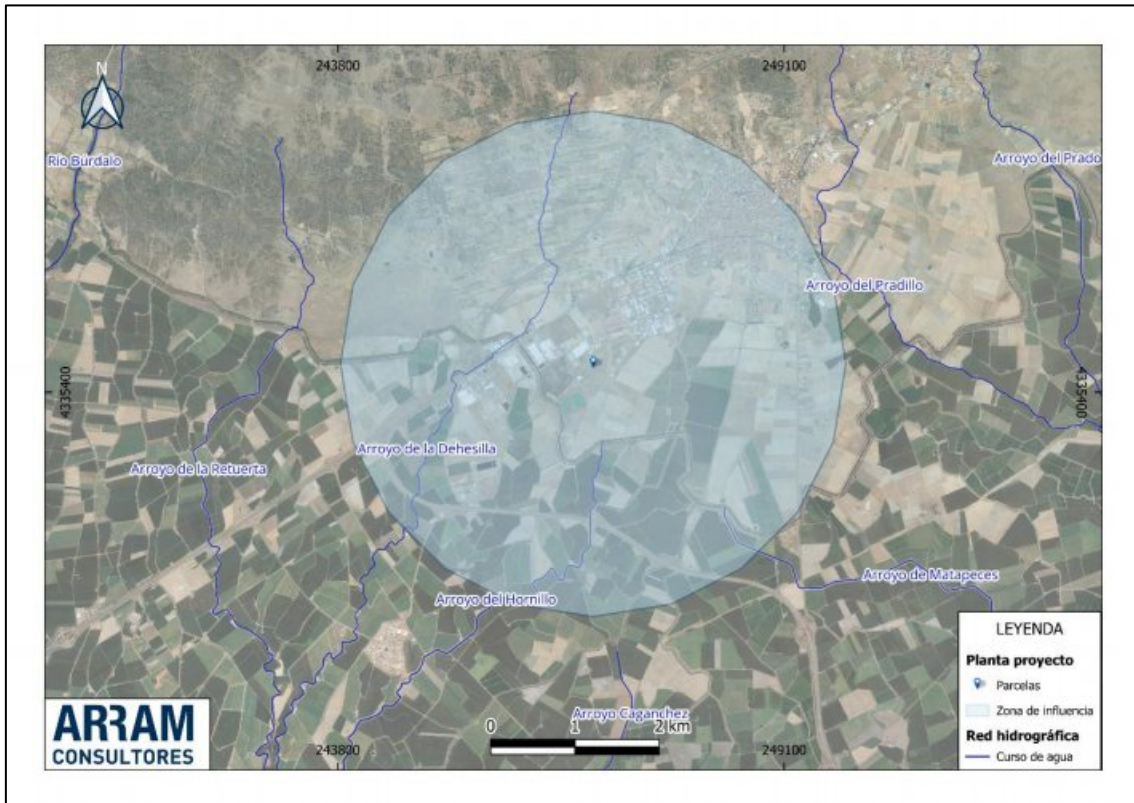 243800
249100
N
Rio Burdalo
Arroyo del Prado
Arroyo del Pradillo
4335400
4335400
Arroyo de la Dehesilla
Arroyo de la Retuerta
Arroyo de Matapeces
Arroyo del Hornillo
Arroyo Caganchez
0 1 2 km
243800
249100
ARRAM
CONSULTORES
LEYENDA
Planta proyecto
Parcelas
Zona de influencia
Red hidrográfica
Curso de agua